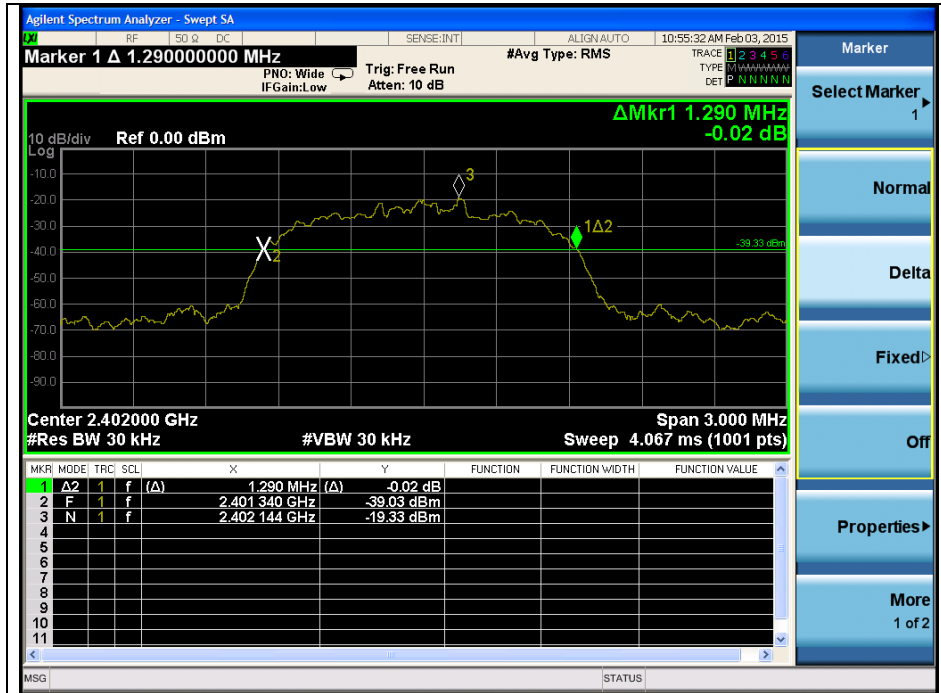 Agilent Spectrum Analyzer - Swept SA
LXI RF 50 Ω DC SENSE:INT ALIGN AUTO 10:55:32 AM Feb 03, 2015
Marker 1 Δ 1.290000000 MHz
PNO: Wide
IFGain:Low
Trig: Free Run
Atten: 10 dB
#Avg Type: RMS
TRACE 1 2 3 4 5 6
TYPE M W W W W W
DET P N N N N N
ΔMkr1 1.290 MHz
-0.02 dB
10 dB/div Ref 0.00 dBm
Log
-10.0
-20.0
-30.0
-40.0
-50.0
-60.0
-70.0
-80.0
-90.0
3
1Δ2
X2
-39.33 dBm
Center 2.402000 GHz Span 3.000 MHz
#Res BW 30 kHz #VBW 30 kHz Sweep 4.067 ms (1001 pts)
MKR MODE TRC SCL X Y FUNCTION FUNCTION WIDTH FUNCTION VALUE
1 Δ2 1 f (Δ) 1.290 MHz (Δ) -0.02 dB
2 F 1 f 2.401 340 GHz -39.03 dBm
3 N 1 f 2.402 144 GHz -19.33 dBm
4
5
6
7
8
9
10
11
MSG STATUS
Marker
Select Marker
1
Normal
Delta
Fixed
Off
Properties
More
1 of 2